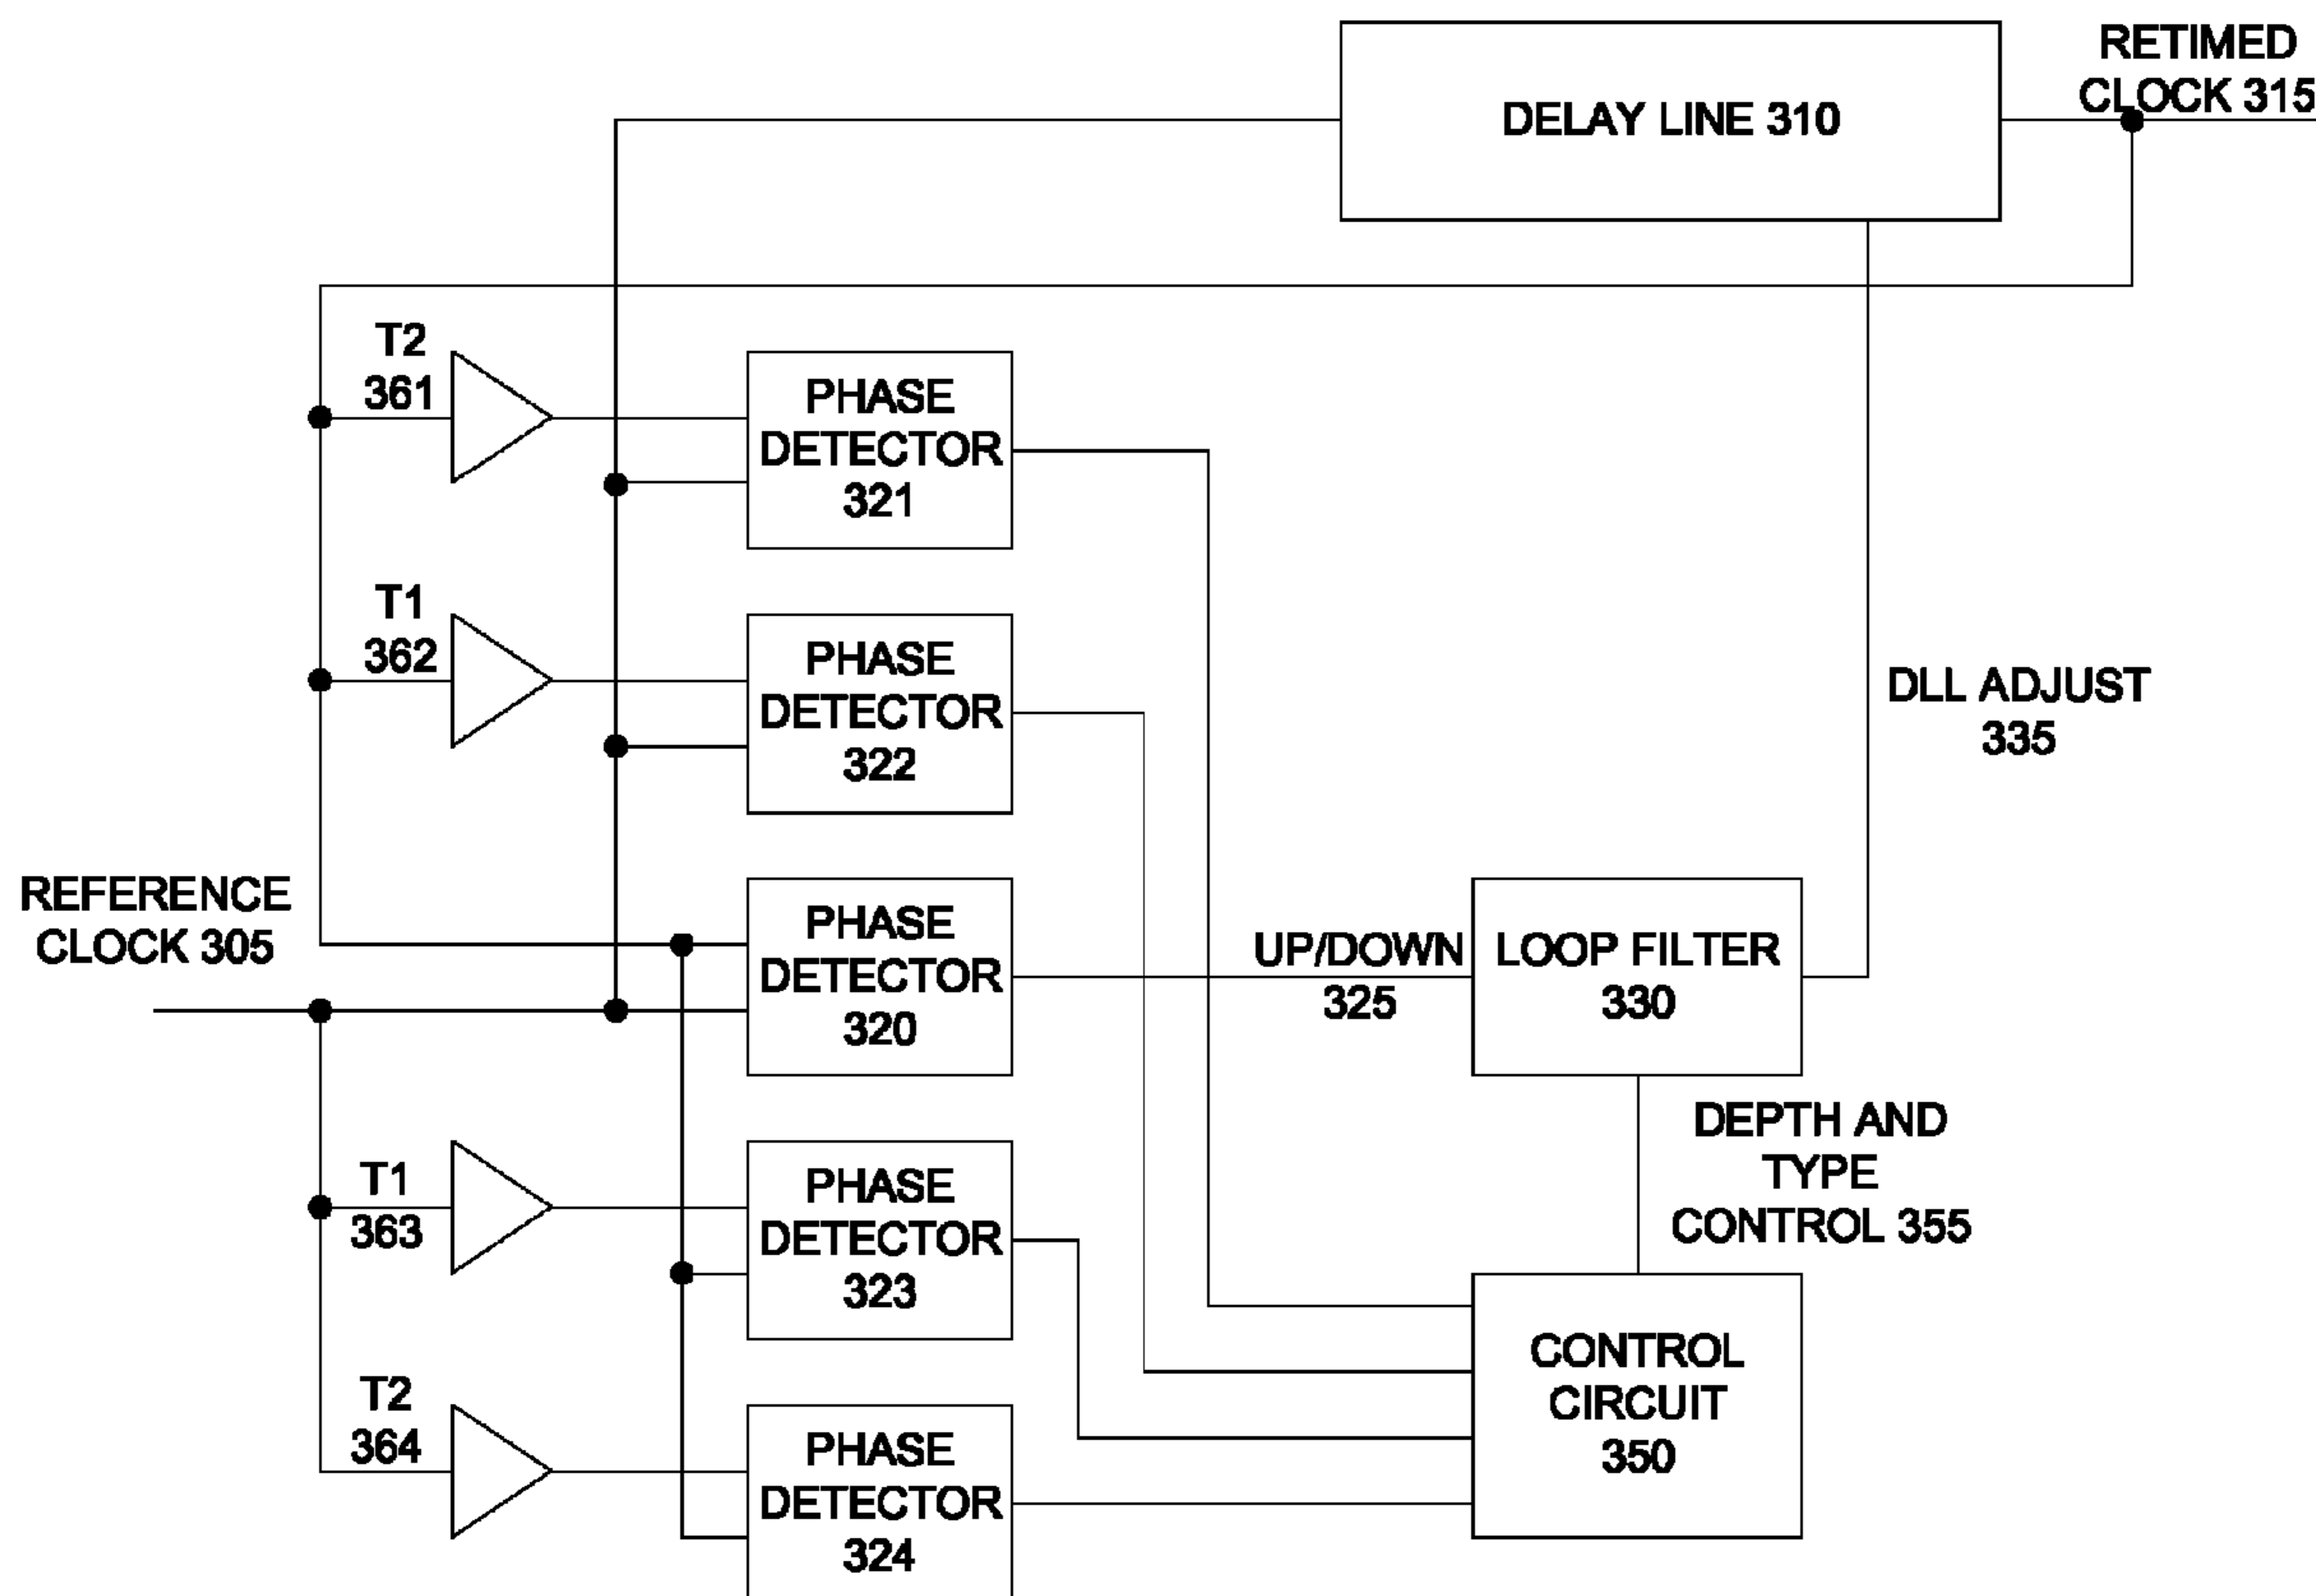 RETIMED
CLOCK 315
DELAY LINE 310
T2
361
PHASE
DETECTOR
321
T1
362
PHASE
DETECTOR
322
DLL ADJUST
335
REFERENCE
CLOCK 305
PHASE
DETECTOR
320
UP/DOWN
325
LOOP FILTER
330
DEPTH AND
TYPE
CONTROL 355
T1
363
PHASE
DETECTOR
323
CONTROL
CIRCUIT
350
T2
364
PHASE
DETECTOR
324